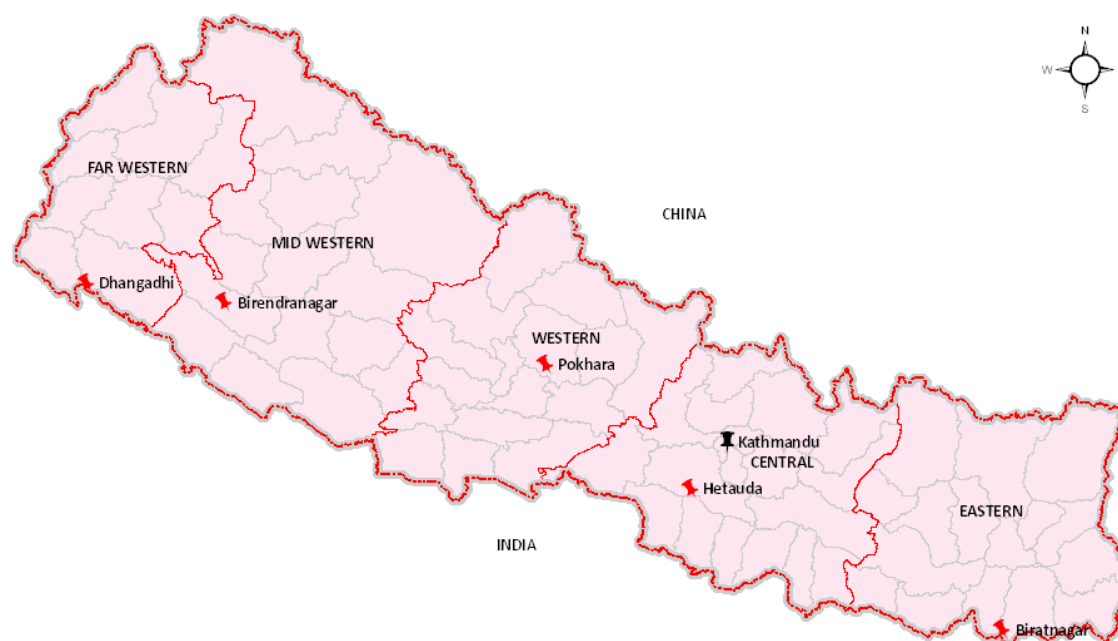 N
W
S
FAR WESTERN
CHINA
MID WESTERN
Dhangadhi
Birendranagar
WESTERN
Pokhara
Kathmandu
CENTRAL
Hetauda
EASTERN
INDIA
Biratnagar